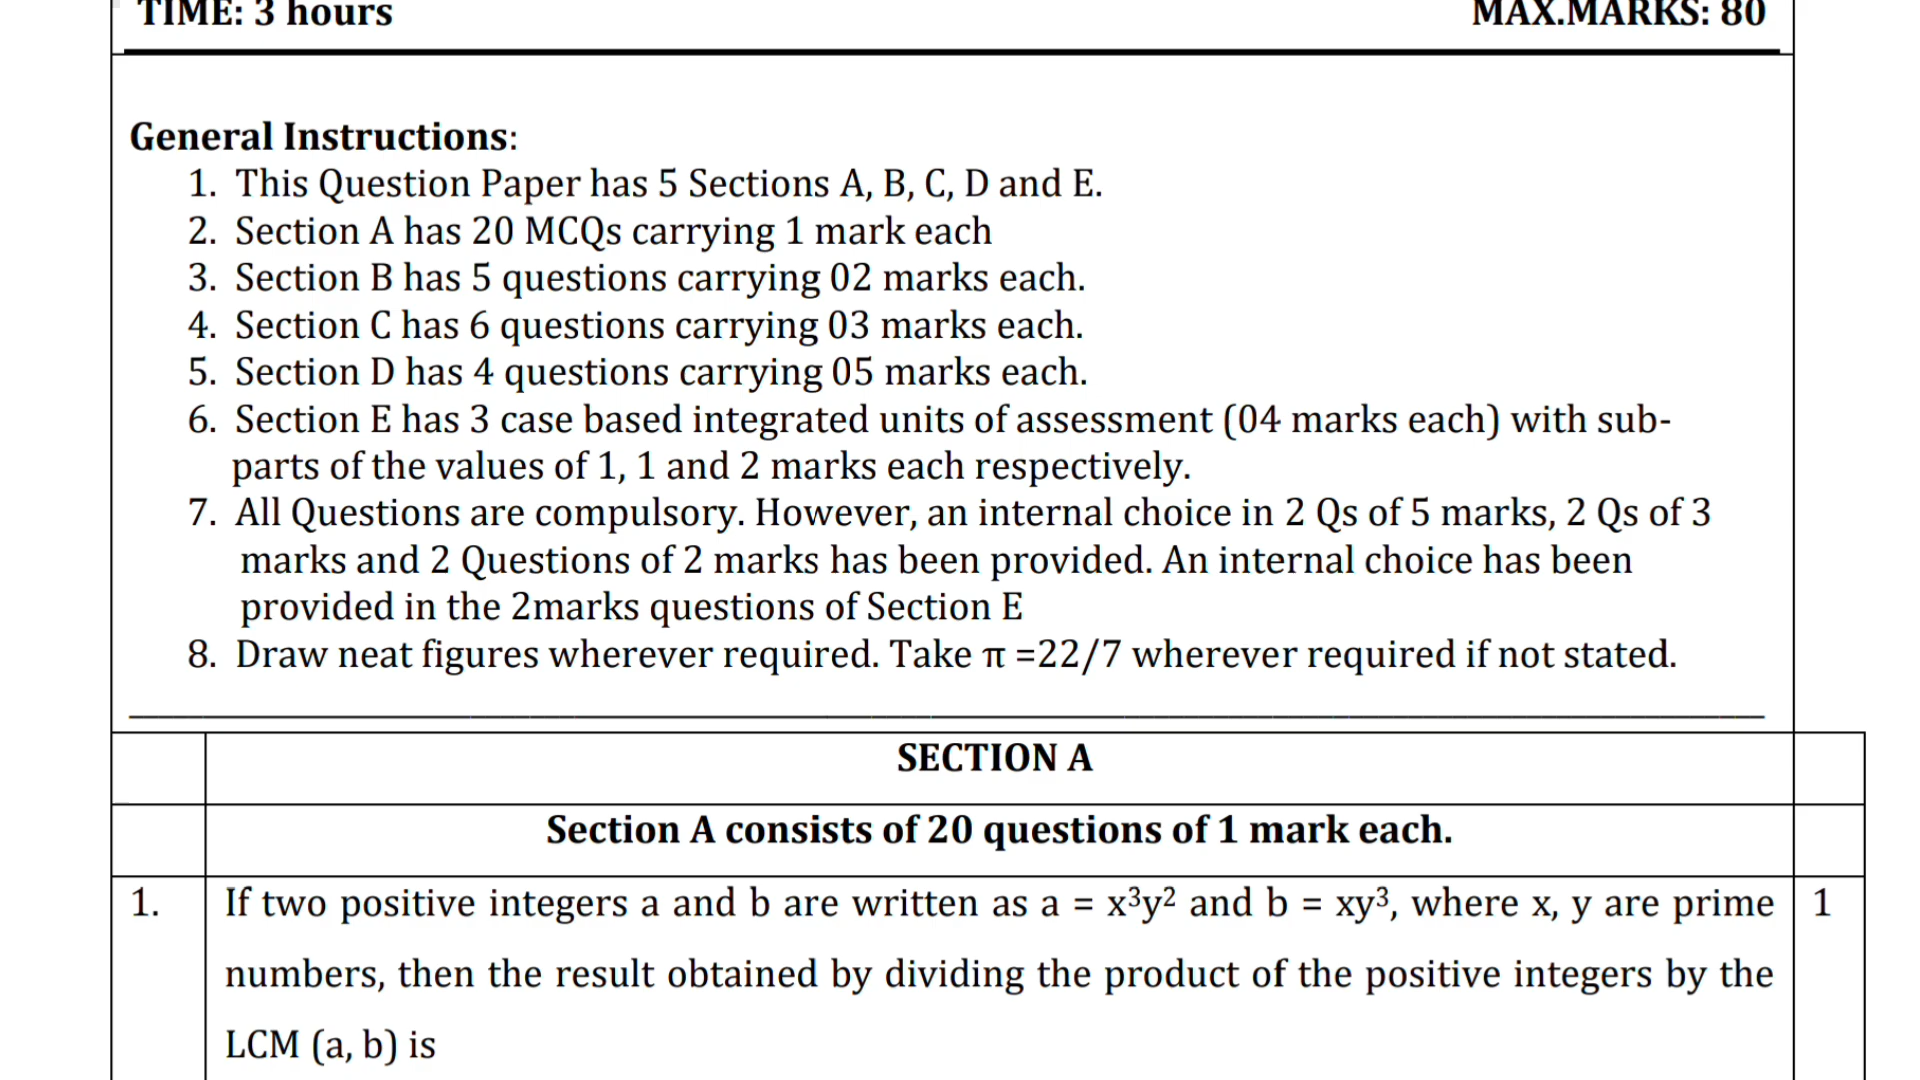 TIME: 3 hours MAX.MARKS: 80
General Instructions:
1. This Question Paper has 5 Sections A, B, C, D and E.
2. Section A has 20 MCQs carrying 1 mark each
3. Section B has 5 questions carrying 02 marks each.
4. Section C has 6 questions carrying 03 marks each.
5. Section D has 4 questions carrying 05 marks each.
6. Section E has 3 case based integrated units of assessment (04 marks each) with sub-
parts of the values of 1, 1 and 2 marks each respectively.
7. All Questions are compulsory. However, an internal choice in 2 Qs of 5 marks, 2 Qs of 3
marks and 2 Questions of 2 marks has been provided. An internal choice has been
provided in the 2marks questions of Section E
8. Draw neat figures wherever required. Take π =22/7 wherever required if not stated.
SECTION A
Section A consists of 20 questions of 1 mark each.
1. If two positive integers a and b are written as a = x³y² and b = xy³, where x, y are prime 1
numbers, then the result obtained by dividing the product of the positive integers by the
LCM (a, b) is